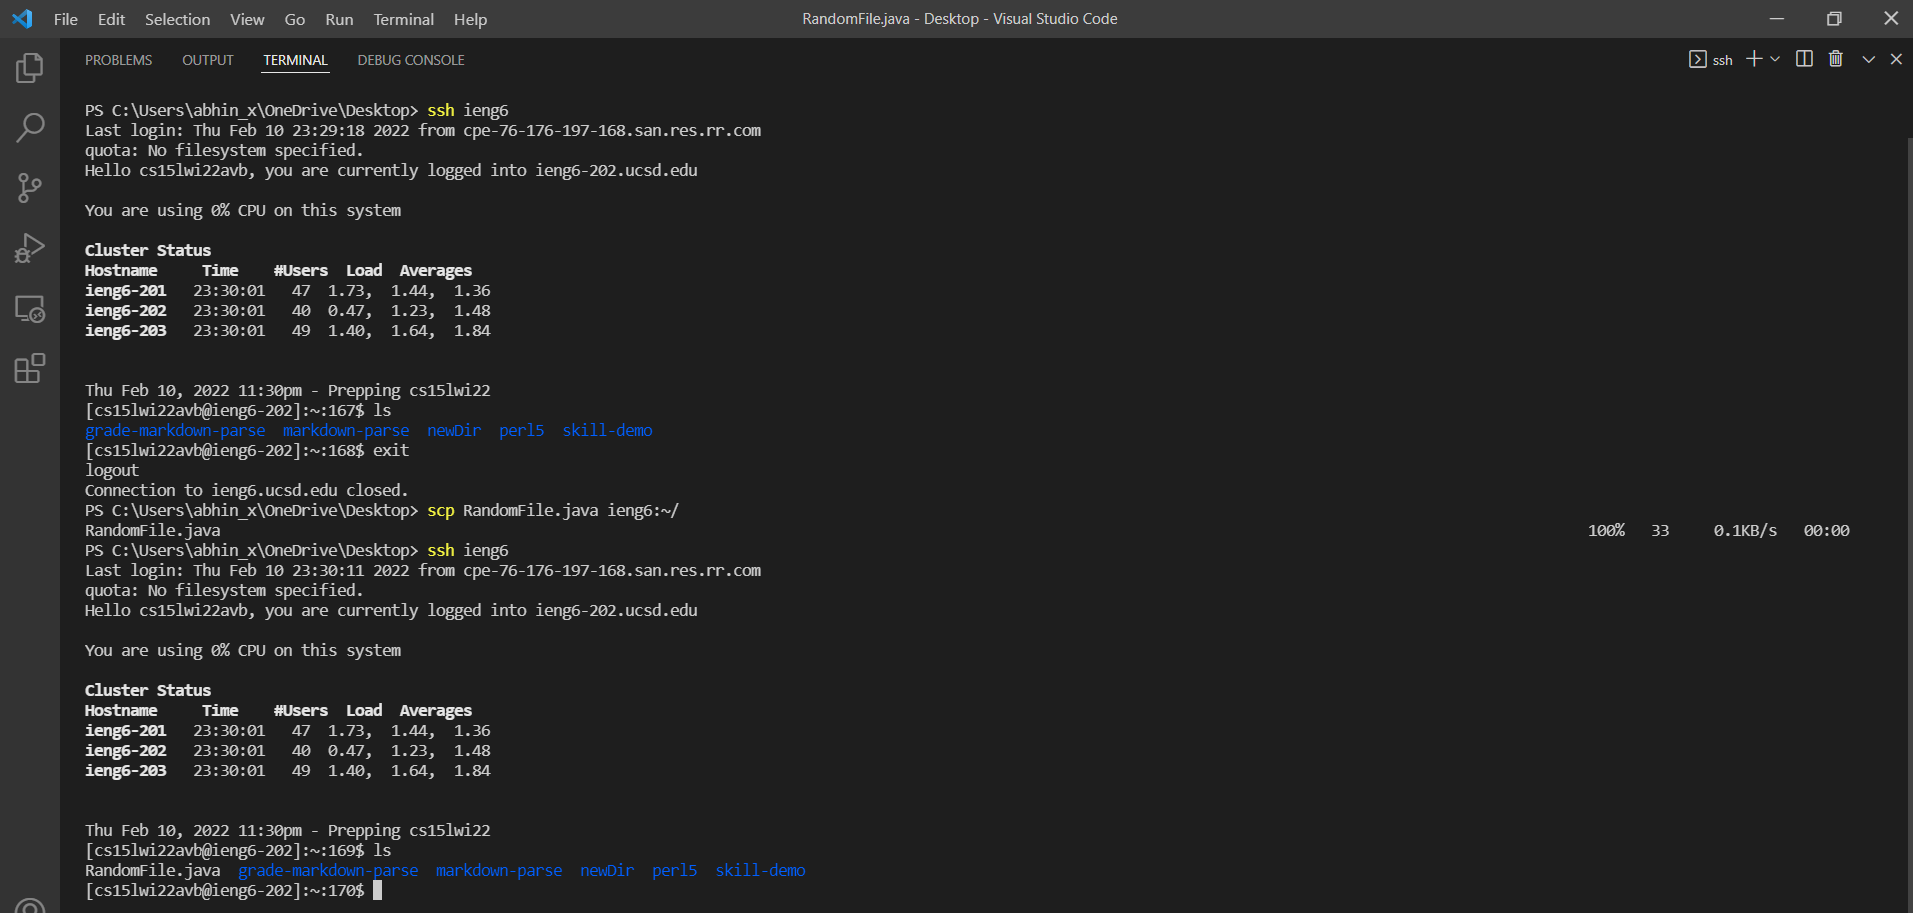 File Edit Selection View Go Run Terminal Help RandomFile.java - Desktop - Visual Studio Code
PROBLEMS OUTPUT TERMINAL DEBUG CONSOLE ssh
PS C:\Users\abhin_x\OneDrive\Desktop> ssh ieng6
Last login: Thu Feb 10 23:29:18 2022 from cpe-76-176-197-168.san.res.rr.com
quota: No filesystem specified.
Hello cs15lwi22avb, you are currently logged into ieng6-202.ucsd.edu
You are using 0% CPU on this system
Cluster Status
Hostname Time #Users Load Averages
ieng6-201 23:30:01 47 1.73, 1.44, 1.36
ieng6-202 23:30:01 40 0.47, 1.23, 1.48
ieng6-203 23:30:01 49 1.40, 1.64, 1.84
Thu Feb 10, 2022 11:30pm - Prepping cs15lwi22
[cs15lwi22avb@ieng6-202]:~:167$ ls
grade-markdown-parse markdown-parse newDir perl5 skill-demo
[cs15lwi22avb@ieng6-202]:~:168$ exit
logout
Connection to ieng6.ucsd.edu closed.
PS C:\Users\abhin_x\OneDrive\Desktop> scp RandomFile.java ieng6:~/
RandomFile.java 100% 33 0.1KB/s 00:00
PS C:\Users\abhin_x\OneDrive\Desktop> ssh ieng6
Last login: Thu Feb 10 23:30:11 2022 from cpe-76-176-197-168.san.res.rr.com
quota: No filesystem specified.
Hello cs15lwi22avb, you are currently logged into ieng6-202.ucsd.edu
You are using 0% CPU on this system
Cluster Status
Hostname Time #Users Load Averages
ieng6-201 23:30:01 47 1.73, 1.44, 1.36
ieng6-202 23:30:01 40 0.47, 1.23, 1.48
ieng6-203 23:30:01 49 1.40, 1.64, 1.84
Thu Feb 10, 2022 11:30pm - Prepping cs15lwi22
[cs15lwi22avb@ieng6-202]:~:169$ ls
RandomFile.java grade-markdown-parse markdown-parse newDir perl5 skill-demo
[cs15lwi22avb@ieng6-202]:~:170$